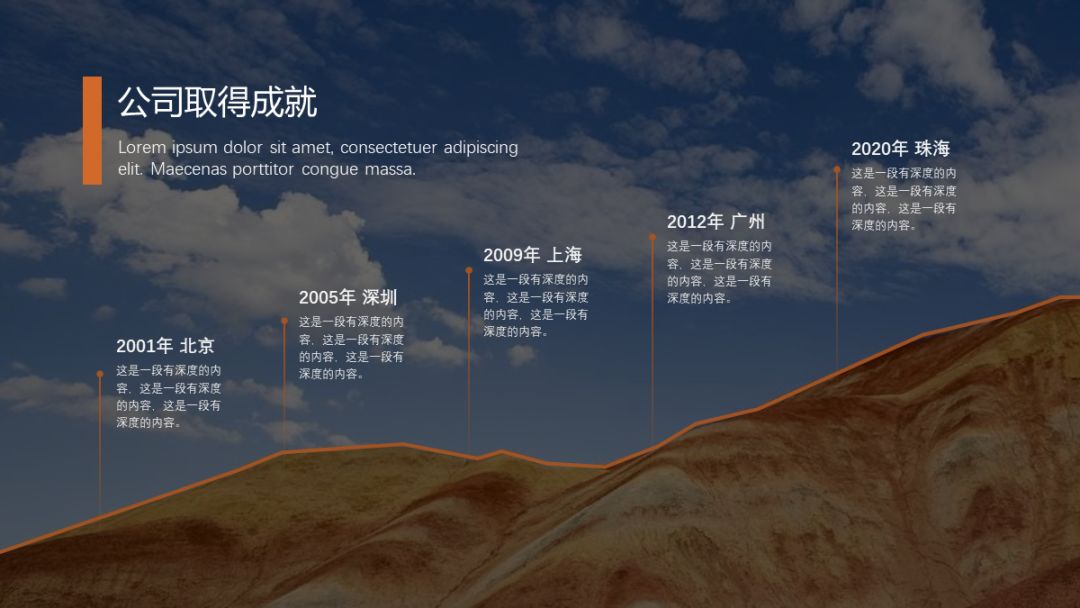 公司取得成就
Lorem ipsum dolor sit amet, consectetuer adipiscing
elit. Maecenas porttitor congue massa.
2001年 北京
这是一段有深度的内
容，这是一段有深度
的内容，这是一段有
深度的内容。
2005年 深圳
这是一段有深度的内
容，这是一段有深度
的内容，这是一段有
深度的内容。
2009年 上海
这是一段有深度的内
容，这是一段有深度
的内容，这是一段有
深度的内容。
2012年 广州
这是一段有深度的内
容，这是一段有深度
的内容，这是一段有
深度的内容。
2020年 珠海
这是一段有深度的内
容，这是一段有深度
的内容，这是一段有
深度的内容。